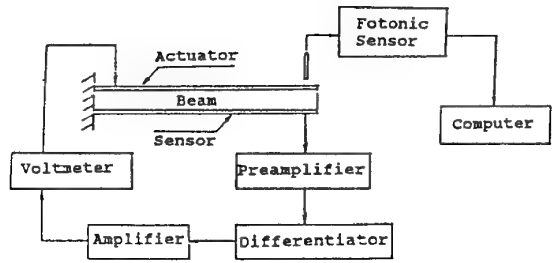 Fotonic
Sensor
Actuator
Beam
Computer
Sensor
Voltmeter
Preamplifier
Amplifier
Differentiator